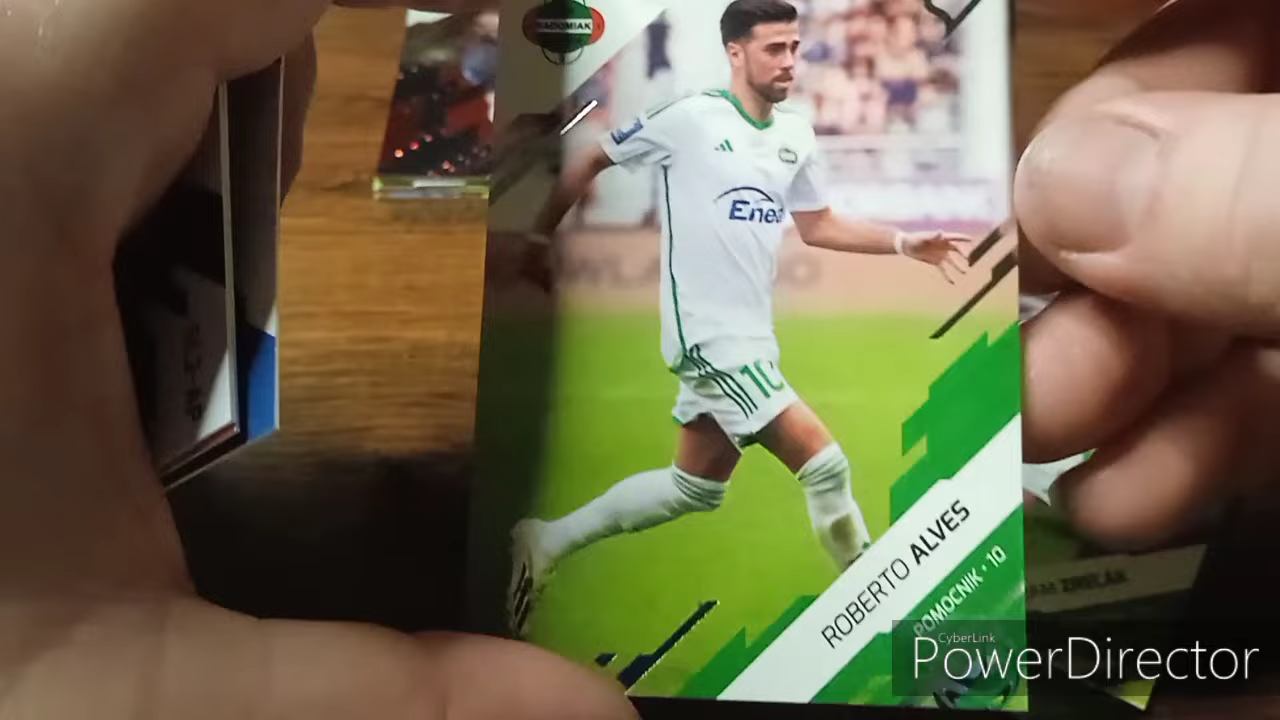 RADOMIAK
Enea
10
ROBERTO ALVES
POMOCNIK • 10
CyberLink
PowerDirector